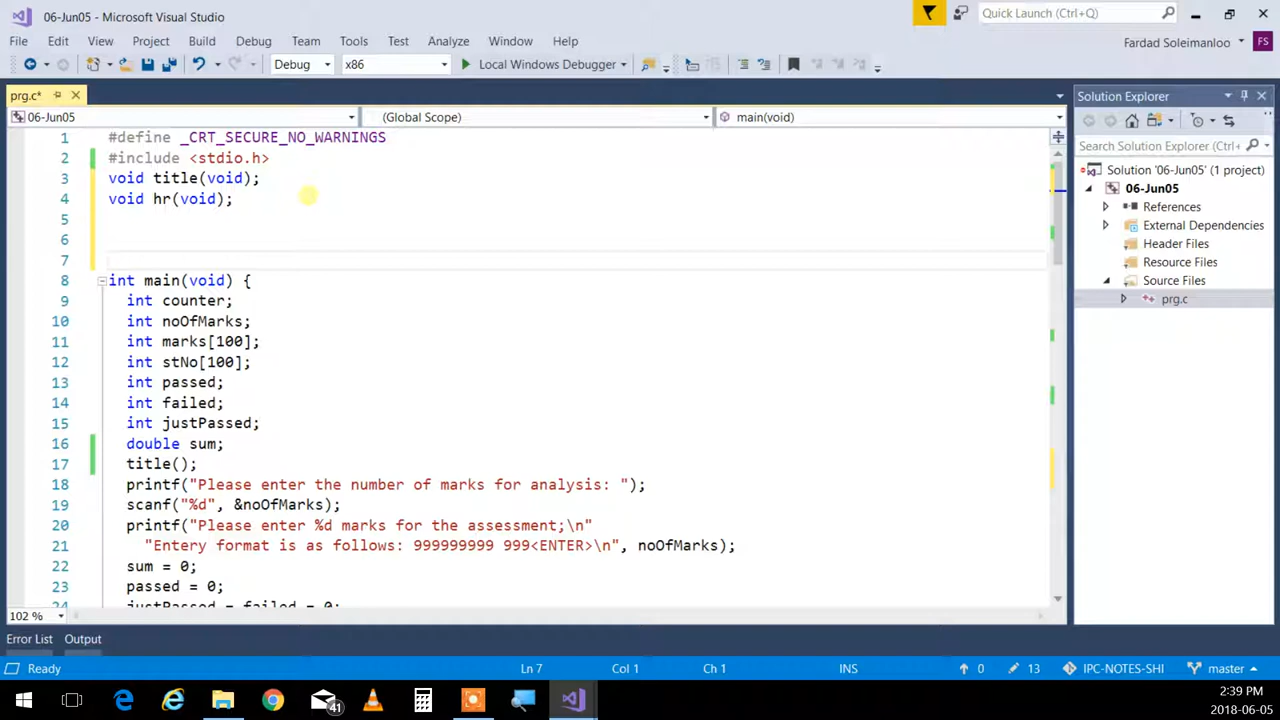 06-Jun05 - Microsoft Visual Studio
Quick Launch (Ctrl+Q)
File Edit View Project Build Debug Team Tools Test Analyze Window Help
Fardad Soleimanloo FS
Debug x86 Local Windows Debugger
prg.c*
Solution Explorer
06-Jun05 (Global Scope) main(void)
Search Solution Explorer (Ctrl+;)
Solution '06-Jun05' (1 project)
06-Jun05
References
External Dependencies
Header Files
Resource Files
Source Files
prg.c
1 #define _CRT_SECURE_NO_WARNINGS
2 #include <stdio.h>
3 void title(void);
4 void hr(void);
5
6
7
8 int main(void) {
9 int counter;
10 int noOfMarks;
11 int marks[100];
12 int stNo[100];
13 int passed;
14 int failed;
15 int justPassed;
16 double sum;
17 title();
18 printf("Please enter the number of marks for analysis: ");
19 scanf("%d", &noOfMarks);
20 printf("Please enter %d marks for the assessment;\n"
21 "Entery format is as follows: 999999999 999<ENTER>\n", noOfMarks);
22 sum = 0;
23 passed = 0;
24 justPassed = failed = 0;
102 %
Error List Output
Ready Ln 7 Col 1 Ch 1 INS 0 13 IPC-NOTES-SHI master
41
2:39 PM
2018-06-05